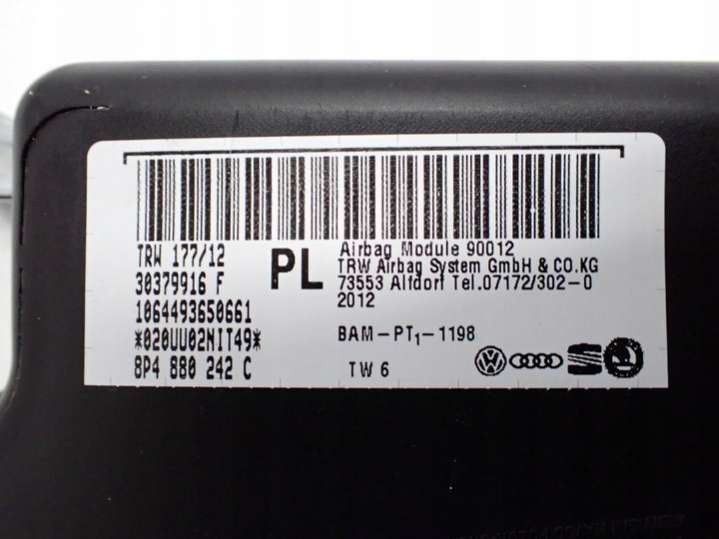 TRW 177/12
30379916 F
1064493650661
*020UU02NIT49*
8P4 880 242 C
PL
Airbag Module 90012
TRW Airbag System GmbH & CO.KG
73553 Alfdorf Tel.07172/302-0
2012
BAM-PT1-1198
TW 6